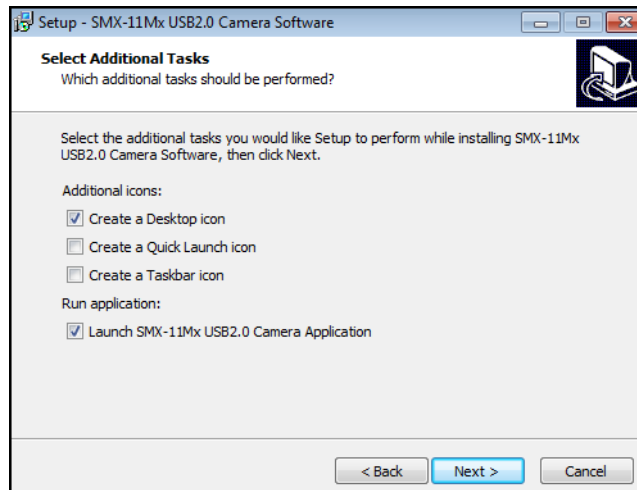 Setup - SMX-11Mx USB2.0 Camera Software
Select Additional Tasks
Which additional tasks should be performed?
Select the additional tasks you would like Setup to perform while installing SMX-11Mx
USB2.0 Camera Software, then click Next.
Additional icons:
Create a Desktop icon
Create a Quick Launch icon
Create a Taskbar icon
Run application:
Launch SMX-11Mx USB2.0 Camera Application
< Back Next > Cancel